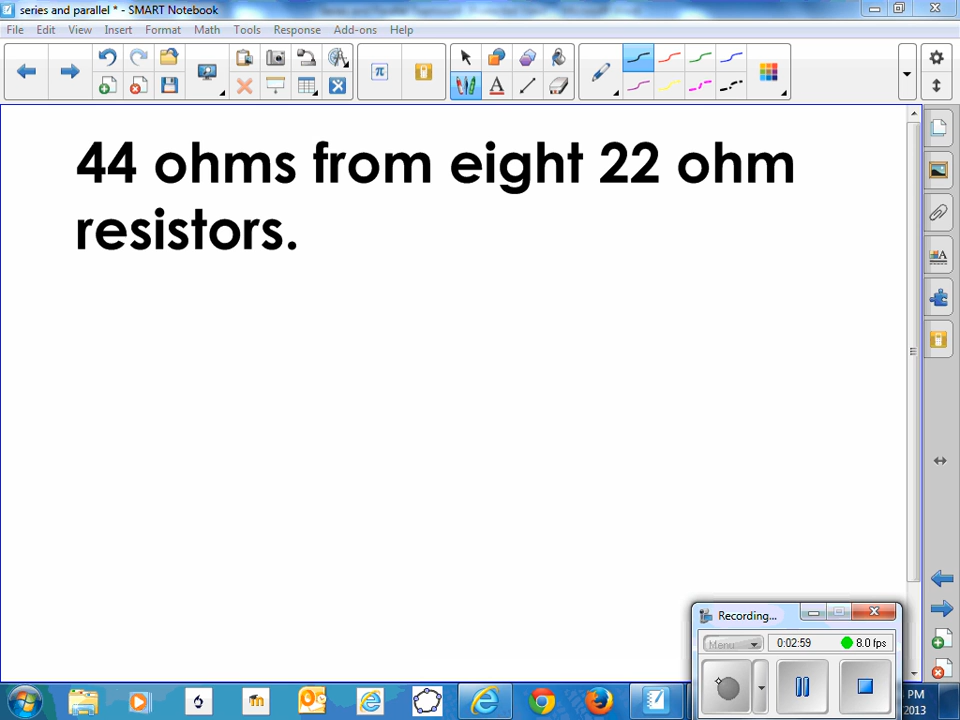 series and parallel * - SMART Notebook
File Edit View Insert Format Math Tools Response Add-ons Help
44 ohms from eight 22 ohm
resistors.
Recording...
Menu 0:02:59 8.0 fps
PM
2013